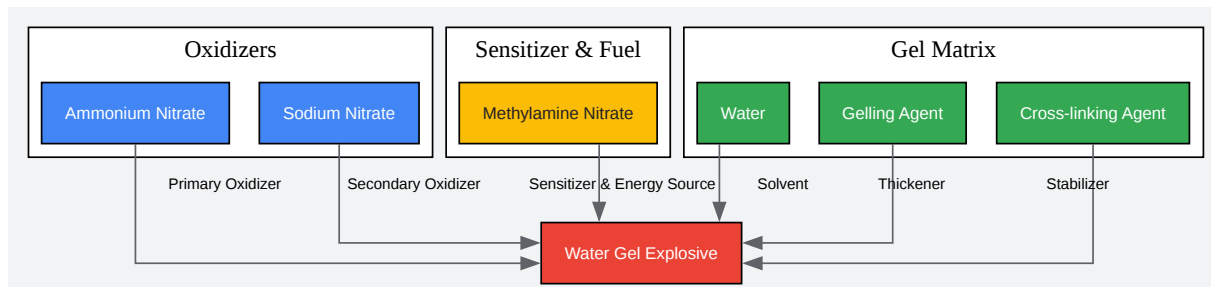 Oxidizers
Sensitizer & Fuel
Gel Matrix
Ammonium Nitrate
Sodium Nitrate
Methylamine Nitrate
Water
Gelling Agent
Cross-linking Agent
Primary Oxidizer
Secondary Oxidizer
Sensitizer & Energy Source
Solvent
Thickener
Stabilizer
Water Gel Explosive